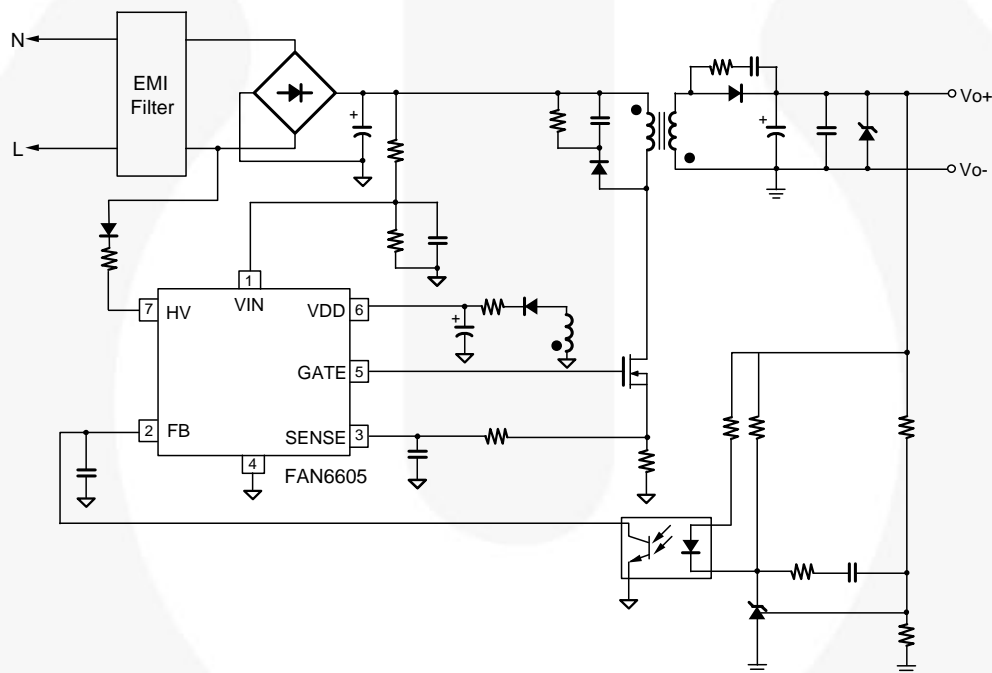 N
EMI
Filter
L
Vo+
Vo-
+
+
1
VIN
7
HV
VDD
6
+
GATE
5
2
FB
SENSE
3
4
FAN6605